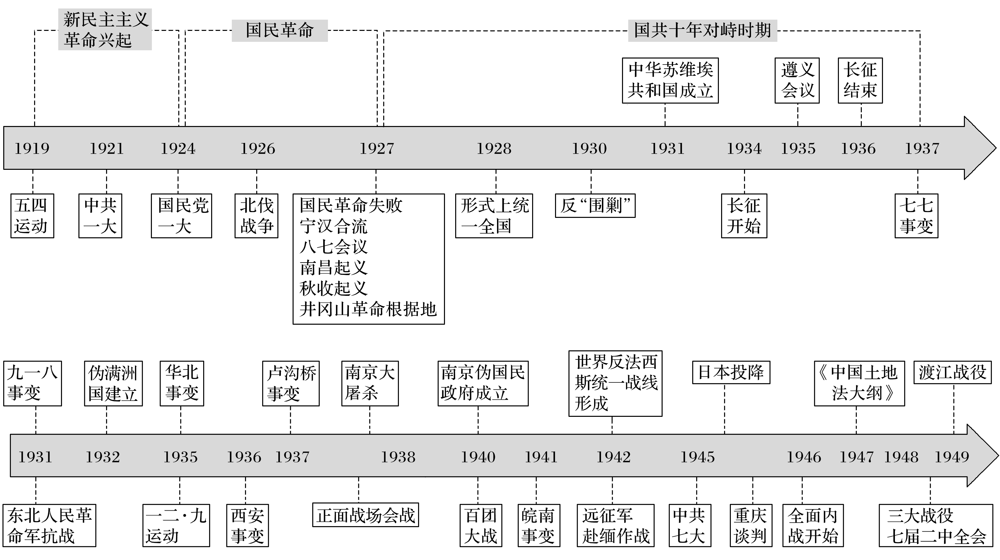 新民主主义
革命兴起
国民革命
国共十年对峙时期
中华苏维埃
共和国成立
遵义
会议
长征
结束
1919
1921
1924
1926
1927
1928
1930
1931
1934
1935
1936
1937
五四
运动
中共
一大
国民党
一大
北伐
战争
国民革命失败
宁汉合流
八七会议
南昌起义
秋收起义
井冈山革命根据地
形式上统
一全国
反“围剿”
长征
开始
七七
事变
九一八
事变
伪满洲
国建立
华北
事变
卢沟桥
事变
南京大
屠杀
南京伪国民
政府成立
世界反法西
斯统一战线
形成
日本投降
《中国土地
法大纲》
渡江战役
1931
1932
1935
1936
1937
1938
1940
1941
1942
1945
1946
1947
1948
1949
东北人民革
命军抗战
一二·九
运动
西安
事变
正面战场会战
百团
大战
皖南
事变
远征军
赴缅作战
中共
七大
重庆
谈判
全面内
战开始
三大战役
七届二中全会